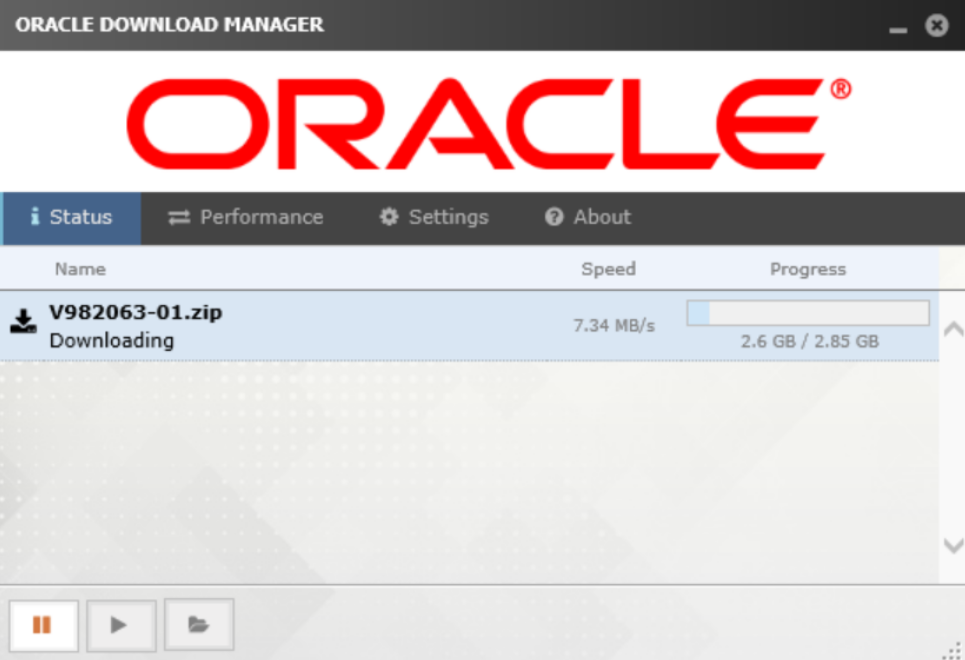 ORACLE DOWNLOAD MANAGER
ORACLE®
Status Performance Settings About
Name Speed Progress
V982063-01.zip
Downloading
7.34 MB/s
2.6 GB / 2.85 GB